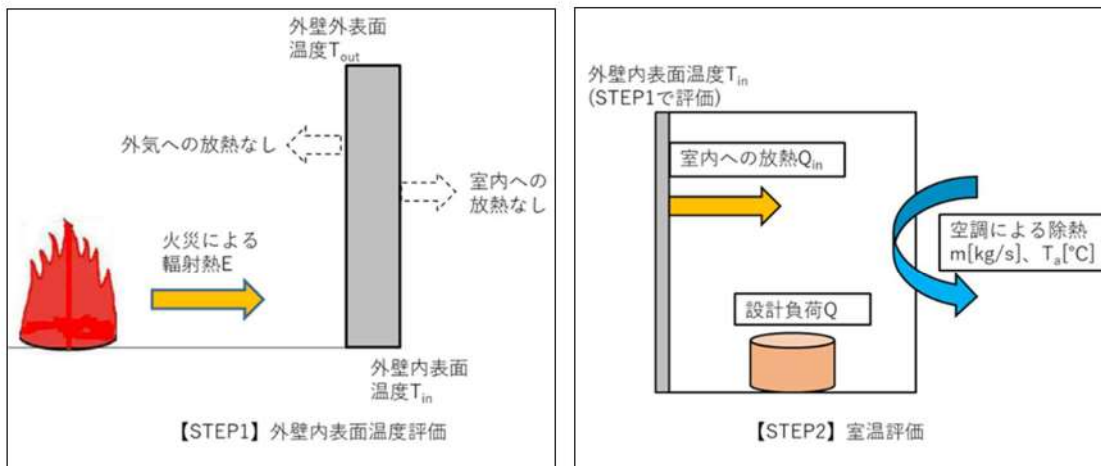 外壁外表面
温度Tout
外気への放熱なし
室内への
放熱なし
火災による
輻射熱E
外壁内表面
温度Tin
【STEP1】外壁内表面温度評価
外壁内表面温度Tin
(STEP1で評価)
室内への放熱Qin
空調による除熱
m[kg/s]、Ta[°C]
設計負荷Q
【STEP2】室温評価